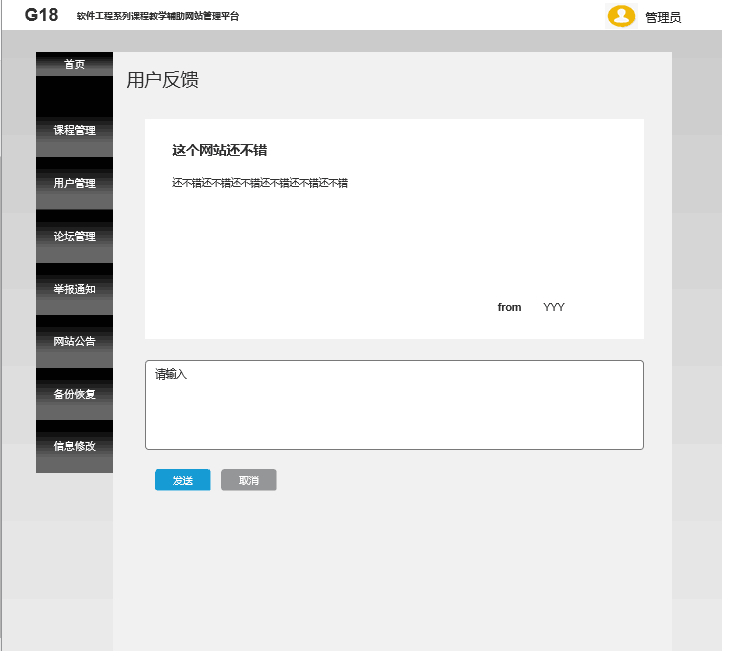 G18 软件工程系列课程教学辅助网站管理平台 管理员
首页
用户反馈
课程管理
这个网站还不错
用户管理
还不错还不错还不错还不错还不错还不错
论坛管理
举报通知
from YYY
网站公告
请输入
备份恢复
信息修改
发送 取消